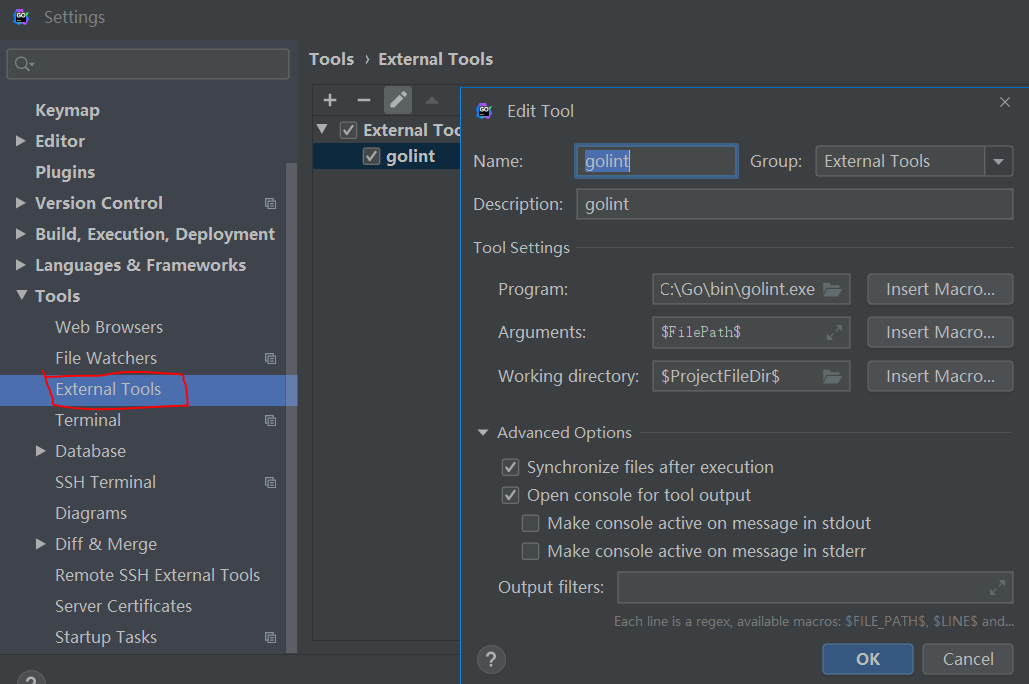 Settings
Keymap
Editor
Plugins
Version Control
Build, Execution, Deployment
Languages & Frameworks
Tools
Web Browsers
File Watchers
External Tools
Terminal
Database
SSH Terminal
Diagrams
Diff & Merge
Remote SSH External Tools
Server Certificates
Startup Tasks
?
Tools › External Tools
External Too
golint
GO Edit Tool
Name: golint Group: External Tools
Description: golint
Tool Settings
Program: C:\Go\bin\golint.exe Insert Macro...
Arguments: $FilePath$ Insert Macro...
Working directory: $ProjectFileDir$ Insert Macro...
Advanced Options
Synchronize files after execution
Open console for tool output
Make console active on message in stdout
Make console active on message in stderr
Output filters:
Each line is a regex, available macros: $FILE_PATH$, $LINE$ and...
? OK Cancel